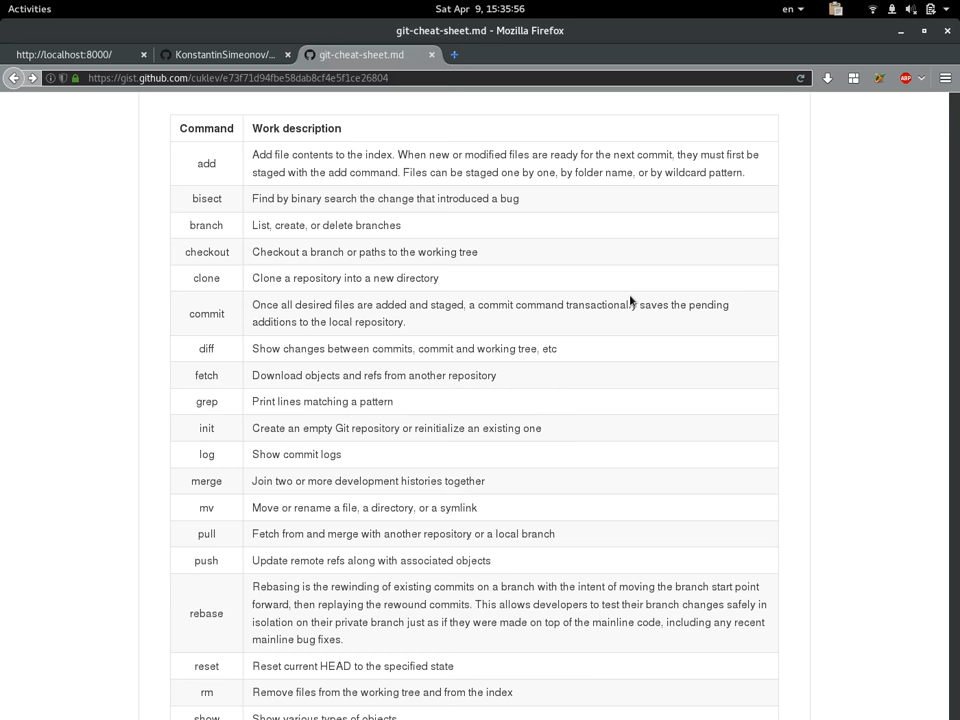 Activities Sat Apr 9, 15:35:56 en
git-cheat-sheet.md - Mozilla Firefox
http://localhost:8000/ KonstantinSimeonov/... git-cheat-sheet.md
https://gist.github.com/cuklev/e73f71d94fbe58dab8cf4e5f1ce26804 ABP
Command Work description
add Add file contents to the index. When new or modified files are ready for the next commit, they must first be
staged with the add command. Files can be staged one by one, by folder name, or by wildcard pattern.
bisect Find by binary search the change that introduced a bug
branch List, create, or delete branches
checkout Checkout a branch or paths to the working tree
clone Clone a repository into a new directory
commit Once all desired files are added and staged, a commit command transactionally saves the pending
additions to the local repository.
diff Show changes between commits, commit and working tree, etc
fetch Download objects and refs from another repository
grep Print lines matching a pattern
init Create an empty Git repository or reinitialize an existing one
log Show commit logs
merge Join two or more development histories together
mv Move or rename a file, a directory, or a symlink
pull Fetch from and merge with another repository or a local branch
push Update remote refs along with associated objects
rebase Rebasing is the rewinding of existing commits on a branch with the intent of moving the branch start point
forward, then replaying the rewound commits. This allows developers to test their branch changes safely in
isolation on their private branch just as if they were made on top of the mainline code, including any recent
mainline bug fixes.
reset Reset current HEAD to the specified state
rm Remove files from the working tree and from the index
show Show various types of objects